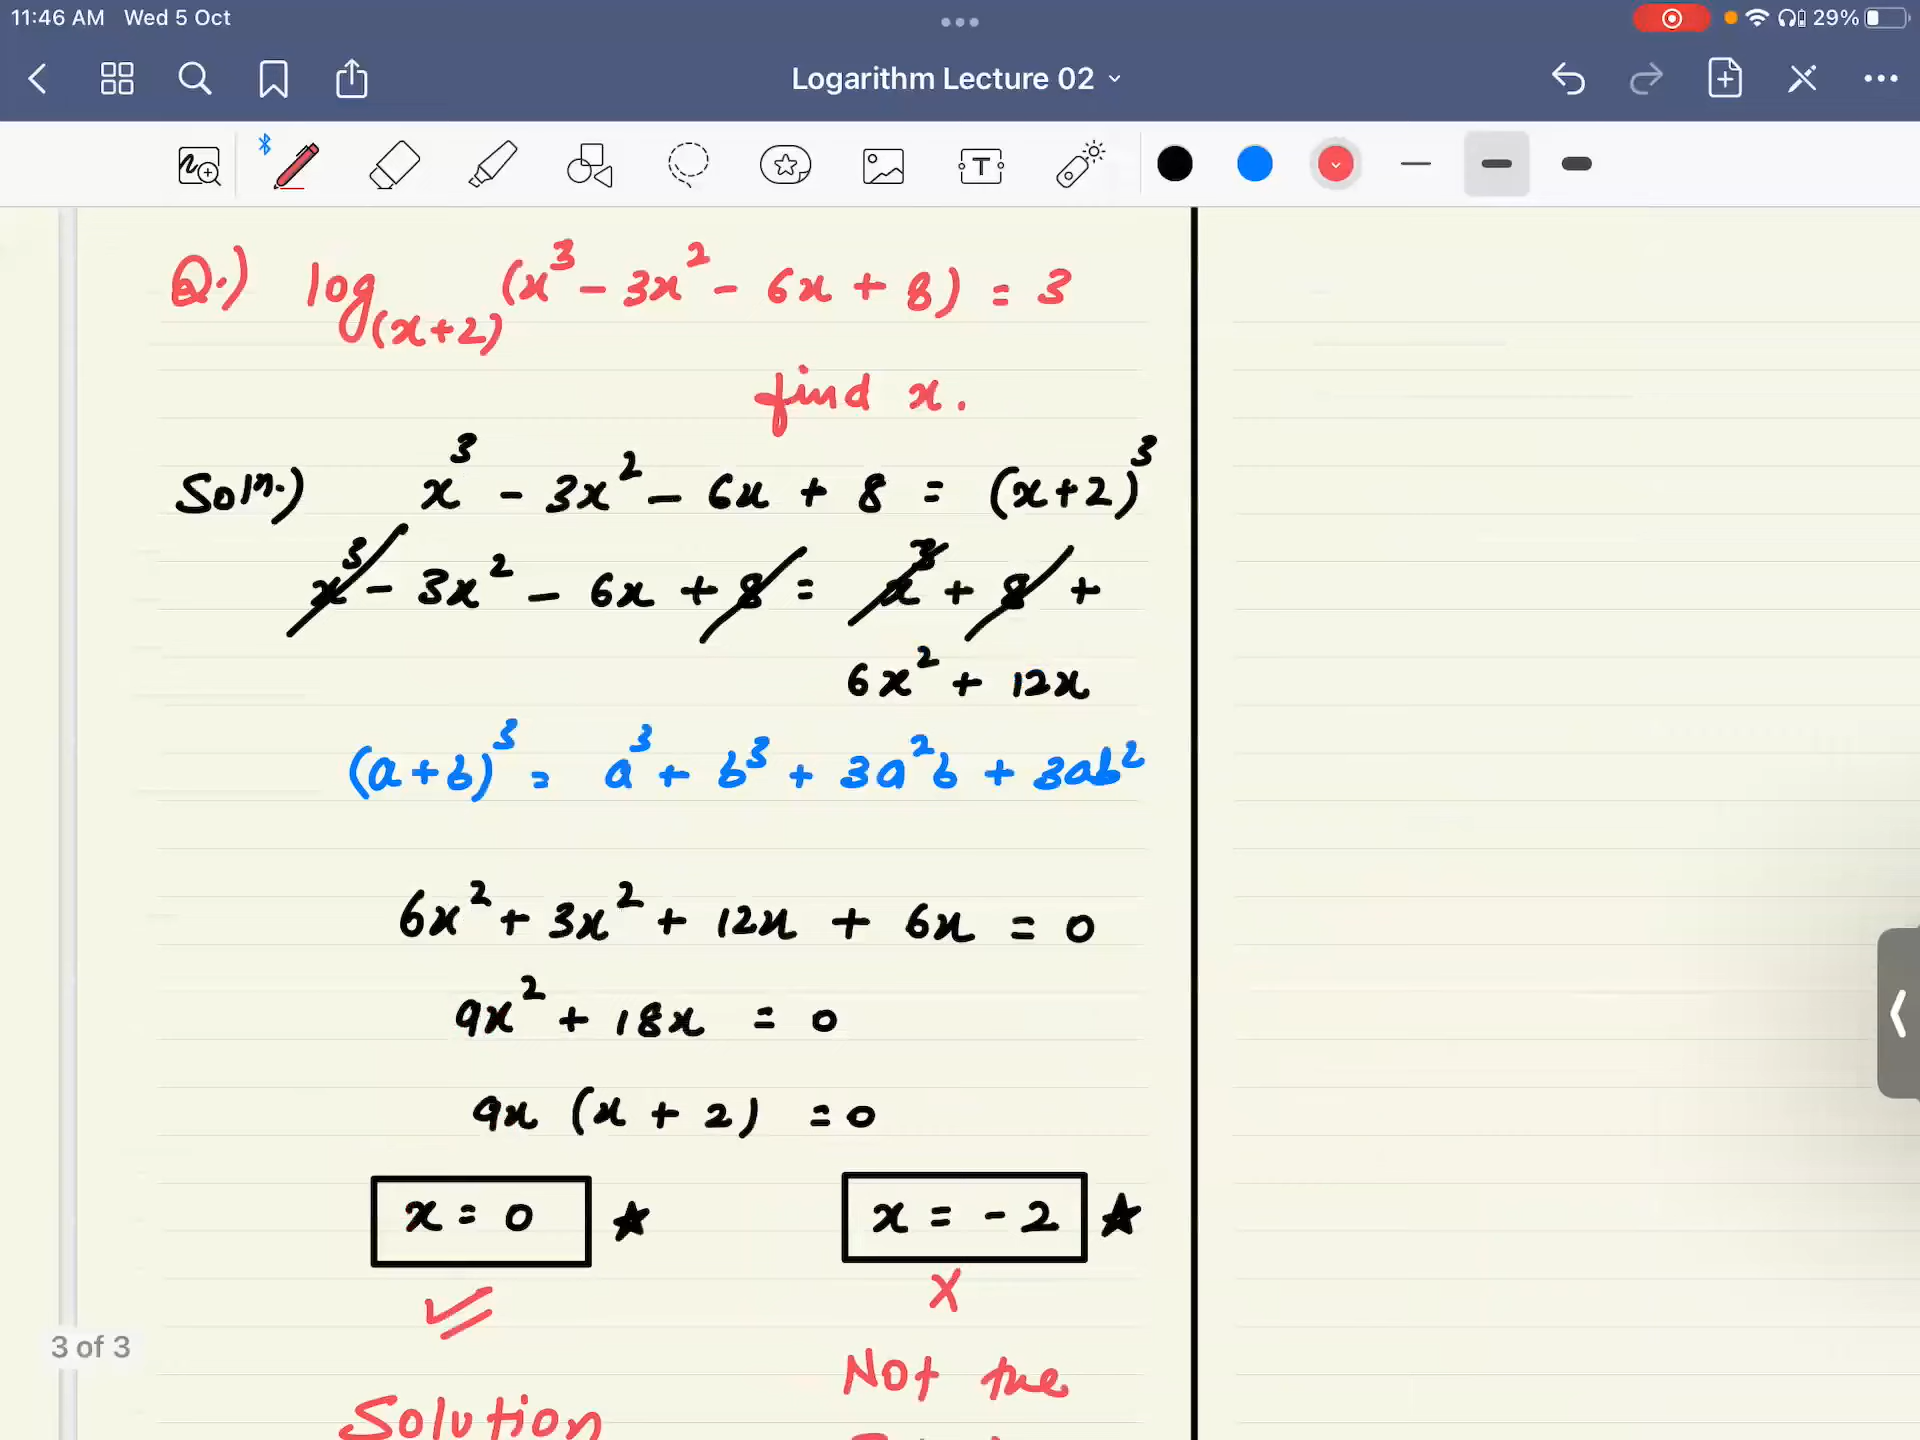 11:46 AM Wed 5 Oct
29%
Logarithm Lecture 02
T
Q.) log(x+2) (x³ - 3x² - 6x + 8) = 3
find x.
Solⁿ.) x³ - 3x² - 6x + 8 = (x+2)³
x³ - 3x² - 6x + 8 = x³ + 8 +
6x² + 12x
(a+b)³ = a³ + b³ + 3a²b + 3ab²
6x² + 3x² + 12x + 6x = 0
9x² + 18x = 0
9x (x + 2) = 0
x = 0 ★ x = -2 ★
✓ X
Not the
Solution
3 of 3